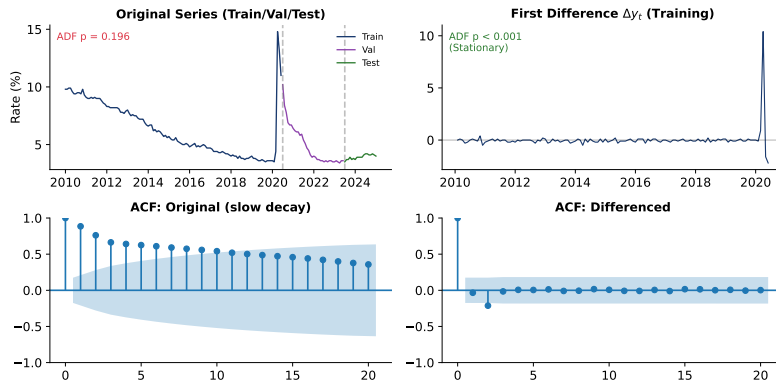 Original Series (Train/Val/Test)
ADF p = 0.196
Train
Val
Test
Rate (%)
15
10
5
2010 2012 2014 2016 2018 2020 2022 2024
First Difference Δyt (Training)
ADF p < 0.001
(Stationary)
10
5
0
2010 2012 2014 2016 2018 2020
ACF: Original (slow decay)
1.0
0.5
0.0
−0.5
−1.0
0 5 10 15 20
ACF: Differenced
1.0
0.5
0.0
−0.5
−1.0
0 5 10 15 20